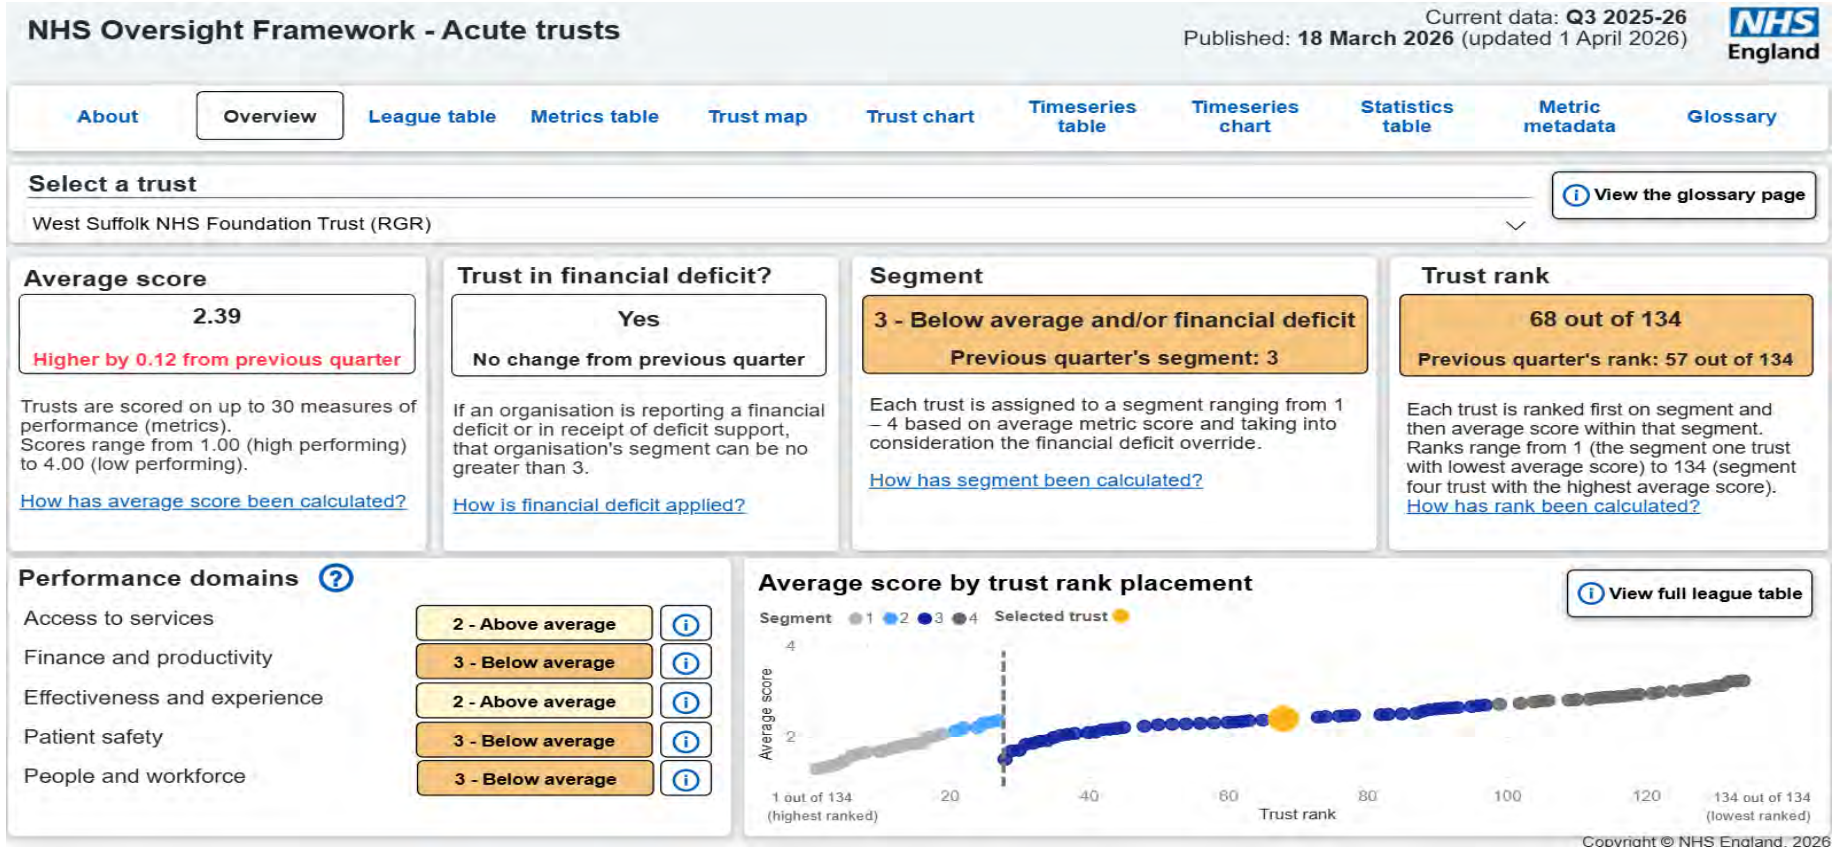 NHS Oversight Framework - Acute trusts
Current data: Q3 2025-26
Published: 18 March 2026 (updated 1 April 2026)
NHS
England
About
Overview
League table
Metrics table
Trust map
Trust chart
Timeseries
table
Timeseries
chart
Statistics
table
Metric
metadata
Glossary
Select a trust
West Suffolk NHS Foundation Trust (RGR)
View the glossary page
Average score
2.39
Higher by 0.12 from previous quarter
Trusts are scored on up to 30 measures of
performance (metrics).
Scores range from 1.00 (high performing)
to 4.00 (low performing).
How has average score been calculated?
Trust in financial deficit?
Yes
No change from previous quarter
If an organisation is reporting a financial
deficit or in receipt of deficit support,
that organisation's segment can be no
greater than 3.
How is financial deficit applied?
Segment
3 - Below average and/or financial deficit
Previous quarter's segment: 3
Each trust is assigned to a segment ranging from 1
– 4 based on average metric score and taking into
consideration the financial deficit override.
How has segment been calculated?
Trust rank
68 out of 134
Previous quarter's rank: 57 out of 134
Each trust is ranked first on segment and
then average score within that segment.
Ranks range from 1 (the segment one trust
with lowest average score) to 134 (segment
four trust with the highest average score).
How has rank been calculated?
Performance domains ?
Access to services
2 - Above average
Finance and productivity
3 - Below average
Effectiveness and experience
2 - Above average
Patient safety
3 - Below average
People and workforce
3 - Below average
Average score by trust rank placement
View full league table
Segment 1 2 3 4 Selected trust
Average score
4
2
1 out of 134
(highest ranked)
20
40
60
80
100
120
134 out of 134
(lowest ranked)
Trust rank
Copyright © NHS England, 2026